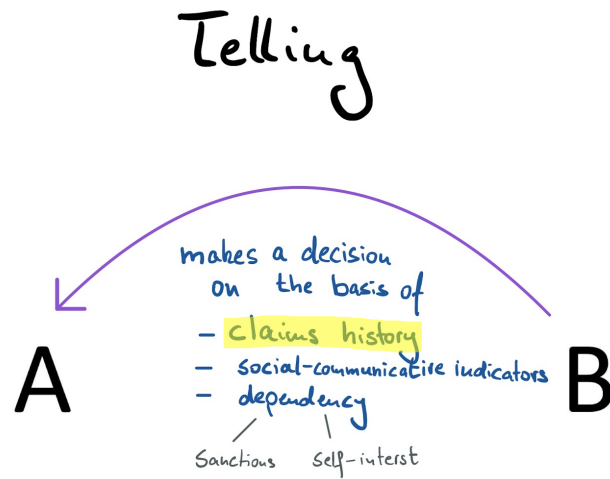 Telling
makes a decision
on the basis of
- claims history
- social-communicative indicators
- dependency
A
B
Sanctions self-interst